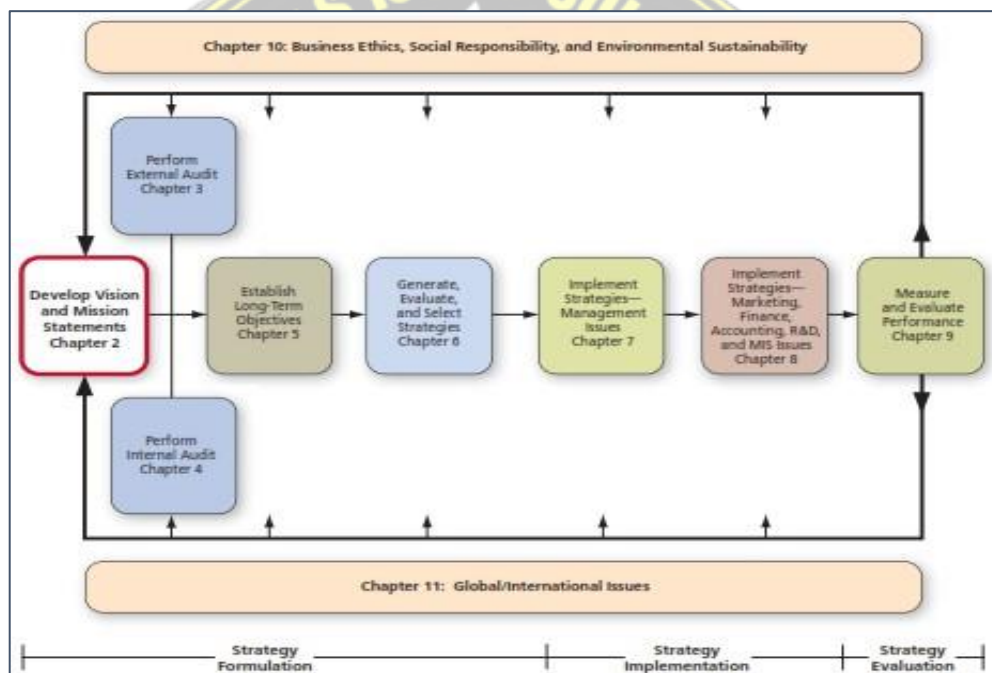 Chapter 10: Business Ethics, Social Responsibility, and Environmental Sustainability
Perform
External Audit
Chapter 3
Develop Vision
and Mission
Statements
Chapter 2
Establish
Long-Term
Objectives
Chapter 5
Generate,
Evaluate,
and Select
Strategies
Chapter 6
Implement
Strategies—
Management
Issues
Chapter 7
Implement
Strategies—
Marketing,
Finance,
Accounting, R&D,
and MIS Issues
Chapter 8
Measure
and Evaluate
Performance
Chapter 9
Perform
Internal Audit
Chapter 4
Chapter 11: Global/International Issues
Strategy
Formulation
Strategy
Implementation
Strategy
Evaluation